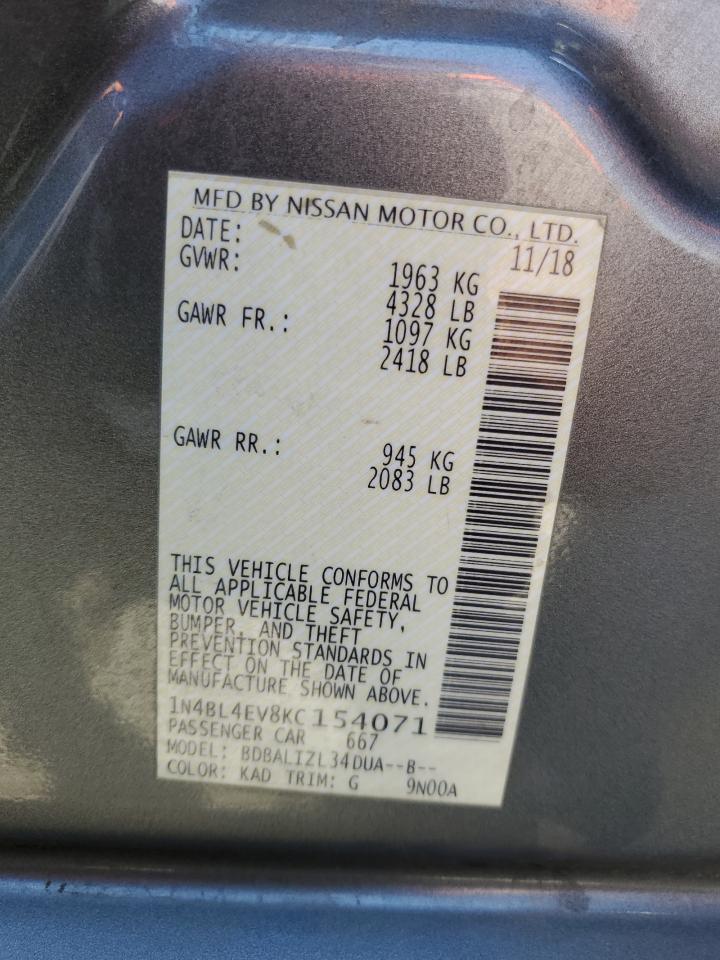 MFD BY NISSAN MOTOR CO., LTD.
DATE: 11/18
GVWR: 1963 KG
4328 LB
GAWR FR.: 1097 KG
2418 LB
GAWR RR.: 945 KG
2083 LB
THIS VEHICLE CONFORMS TO
ALL APPLICABLE FEDERAL
MOTOR VEHICLE SAFETY,
BUMPER, AND THEFT
PREVENTION STANDARDS IN
EFFECT ON THE DATE OF
MANUFACTURE SHOWN ABOVE.
1N4BL4EV8KC154071
PASSENGER CAR 667
MODEL: BDBALIZL34DUA--B--
COLOR: KAD TRIM: G 9N00A